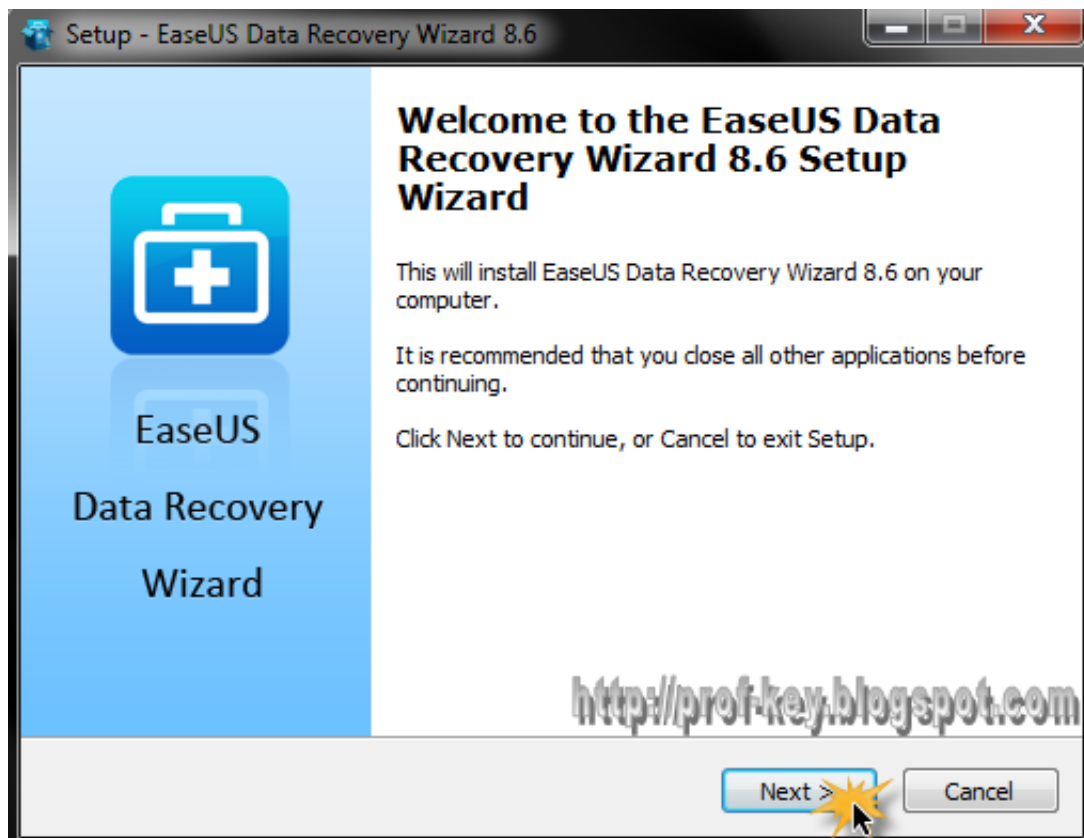 Setup - EaseUS Data Recovery Wizard 8.6
Welcome to the EaseUS Data
Recovery Wizard 8.6 Setup
Wizard
This will install EaseUS Data Recovery Wizard 8.6 on your
computer.
It is recommended that you close all other applications before
continuing.
Click Next to continue, or Cancel to exit Setup.
EaseUS
Data Recovery
Wizard
http://prof-key.blogspot.com
Next >
Cancel